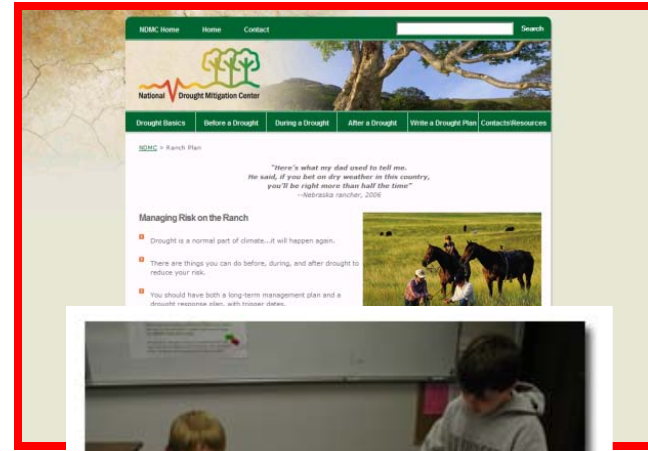 NDMC Home Home Contact Search
National Drought Mitigation Center
Drought Basics Before a Drought During a Drought After a Drought Write a Drought Plan Contacts\Resources
NDMC > Ranch Plan
"Here's what my dad used to tell me.
He said, if you bet on dry weather in this country,
you'll be right more than half the time"
--Nebraska rancher, 2006
Managing Risk on the Ranch
Drought is a normal part of climate...it will happen again.
There are things you can do before, during, and after drought to
reduce your risk.
You should have both a long-term management plan and a
drought response plan, with trigger dates.